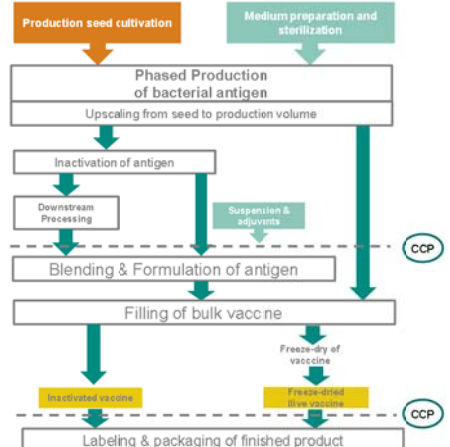 Production seed cultivation
Medium preparation and
sterilization
Phased Production
of bacterial antigen
Upscaling from seed to production volume
Inactivation of antigen
Downstream
Processing
Suspension &
adjuvants
CCP
Blending & Formulation of antigen
Filling of bulk vaccine
Freeze-dry of
vacccine
Inactivated vaccine
Freeze-dried
live vaccine
CCP
Labeling & packaging of finished product